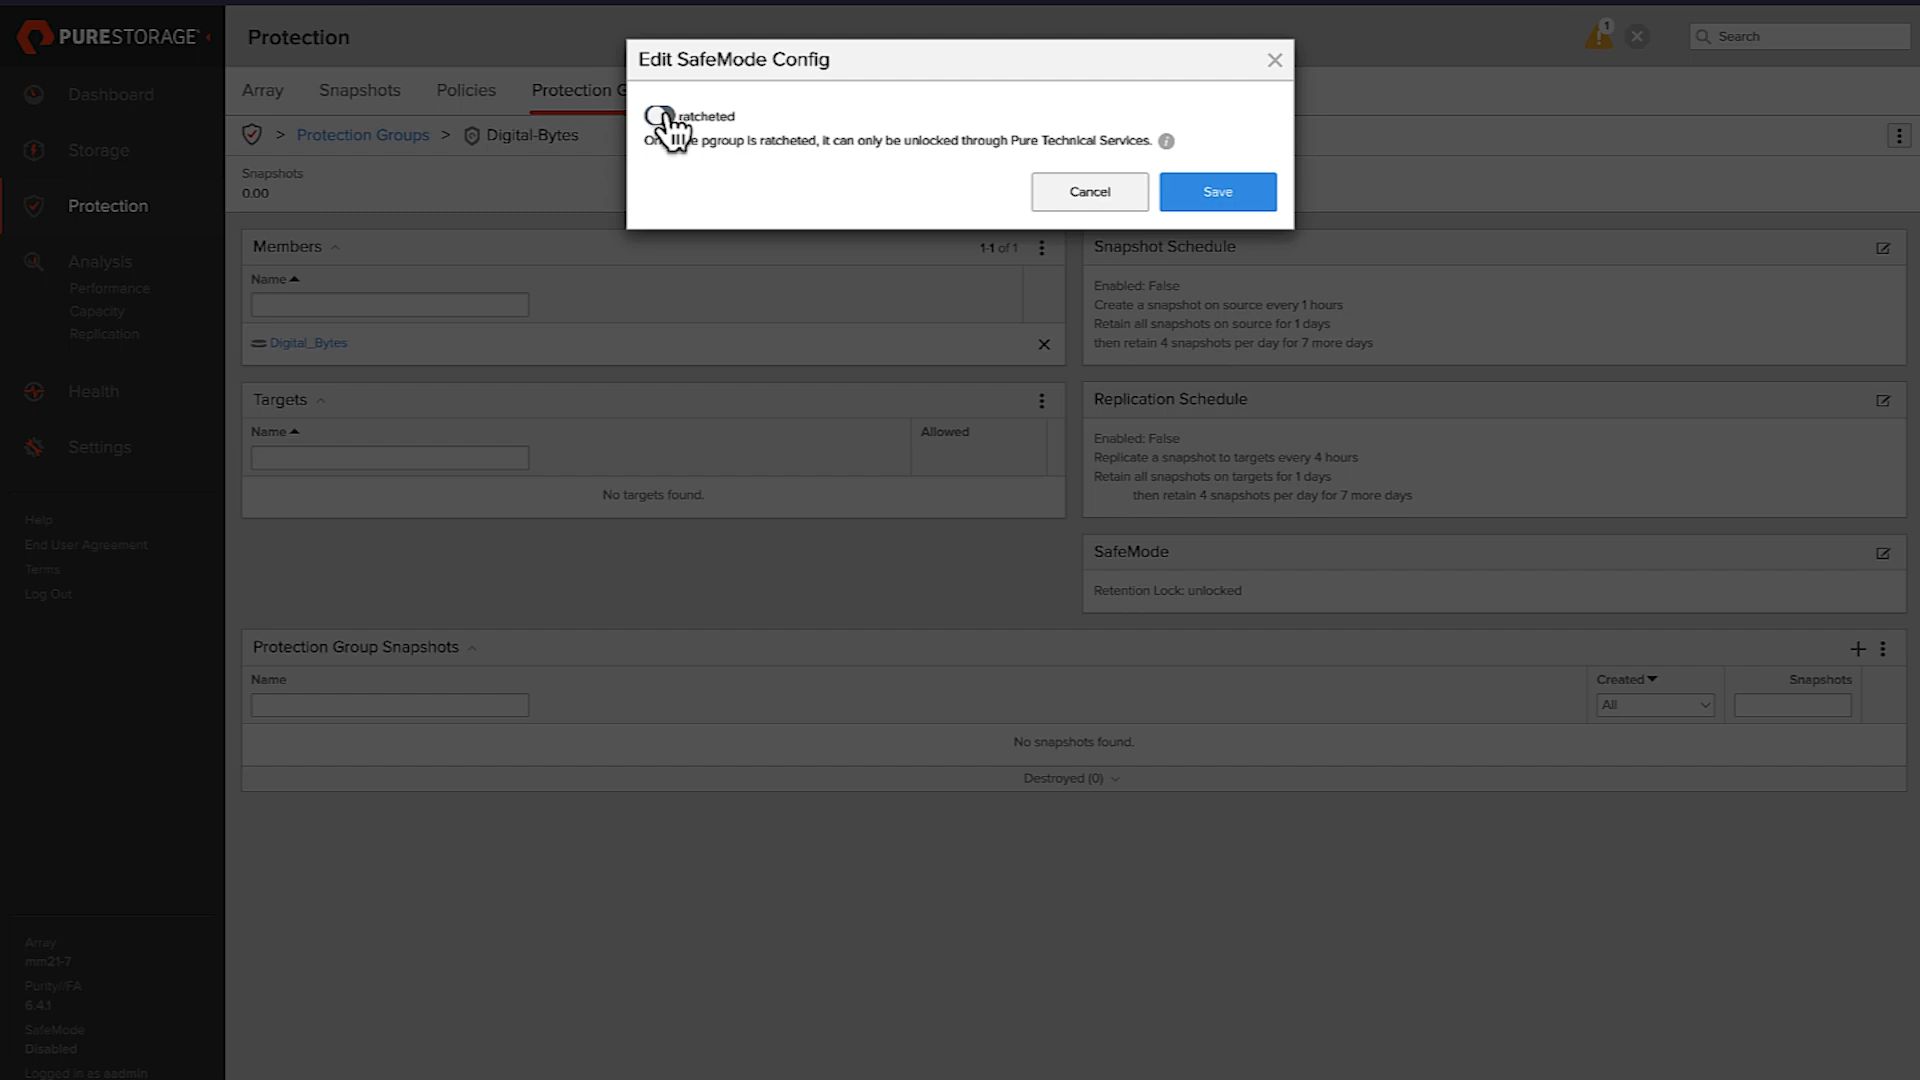 PURESTORAGE
Protection
1
Search
Dashboard
Storage
Protection
Analysis
Performance
Capacity
Replication
Health
Settings
Help
End User Agreement
Terms
Log Out
Array
mm21-7
Purity//FA
6.4.1
SafeMode
Disabled
Logged in as aadmin
Array Snapshots Policies Protection G
> Protection Groups > Digital-Bytes
Snapshots
0.00
Edit SafeMode Config
ratcheted
pgroup is ratcheted, it can only be unlocked through Pure Technical Services.
Cancel Save
Members
1-1 of 1
Name
Digital_Bytes
Targets
Name Allowed
No targets found.
Snapshot Schedule
Enabled: False
Create a snapshot on source every 1 hours
Retain all snapshots on source for 1 days
then retain 4 snapshots per day for 7 more days
Replication Schedule
Enabled: False
Replicate a snapshot to targets every 4 hours
Retain all snapshots on targets for 1 days
then retain 4 snapshots per day for 7 more days
SafeMode
Retention Lock: unlocked
Protection Group Snapshots
Name Created Snapshots
All
No snapshots found.
Destroyed (0)